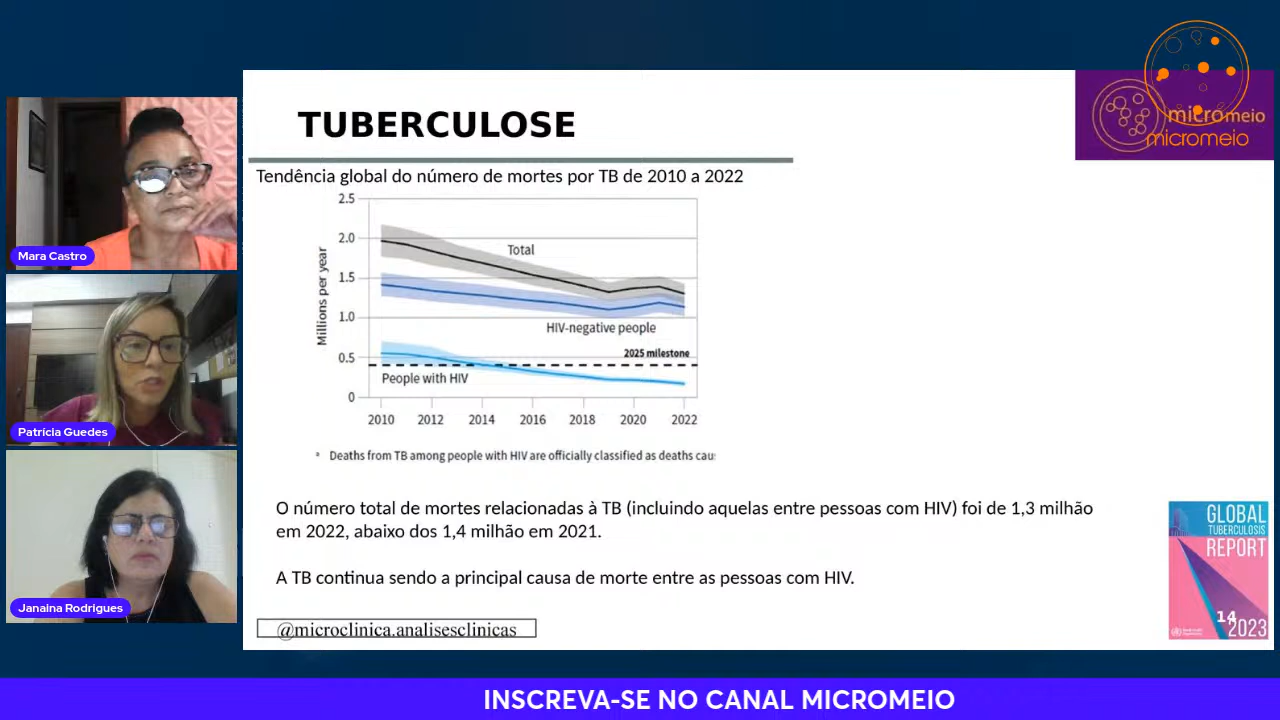 TUBERCULOSE
micromeio
micromeio
Tendência global do número de mortes por TB de 2010 a 2022
Millions per year
2.5
2.0
1.5
1.0
0.5
0
Total
HIV-negative people
2025 milestone
People with HIV
2010 2012 2014 2016 2018 2020 2022
a Deaths from TB among people with HIV are officially classified as deaths cau
O número total de mortes relacionadas à TB (incluindo aquelas entre pessoas com HIV) foi de 1,3 milhão
em 2022, abaixo dos 1,4 milhão em 2021.
A TB continua sendo a principal causa de morte entre as pessoas com HIV.
@microclinica.analisesclinicas
GLOBAL
TUBERCULOSIS
REPORT
14
2023
Mara Castro
Patrícia Guedes
Janaina Rodrigues
INSCREVA-SE NO CANAL MICROMEIO